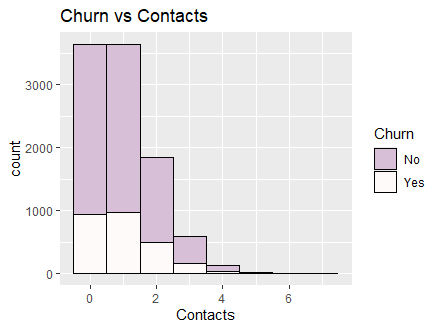 Churn vs Contacts
3000
2000
1000
0
count
0 2 4 6
Contacts
Churn
No
Yes